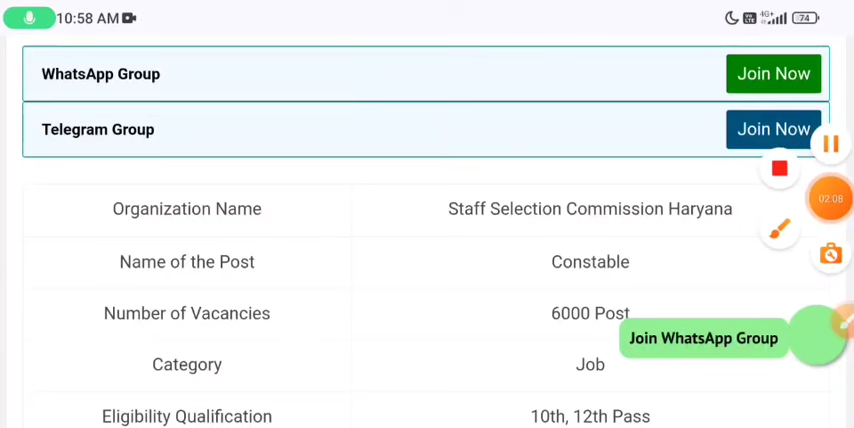 10:58 AM
4G+
74
WhatsApp Group Join Now
Telegram Group Join Now
02:08
Organization Name Staff Selection Commission Haryana
Name of the Post Constable
Number of Vacancies 6000 Post
Join WhatsApp Group
Category Job
Eligibility Qualification 10th, 12th Pass